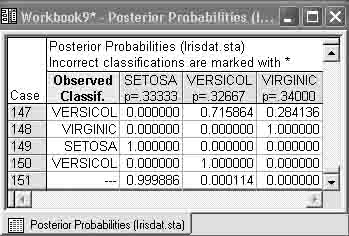 Workbook9* - Posterior Probabilities (I...
Posterior Probabilities (Irisdat.sta)
Incorrect classifications are marked with *
Case Observed Classif. SETOSA p=.33333 VERSICOL p=.32667 VIRGINIC p=.34000
147 VERSICOL 0.000000 0.715864 0.284136
148 VIRGINIC 0.000000 0.000000 1.000000
149 SETOSA 1.000000 0.000000 0.000000
150 VERSICOL 0.000000 1.000000 0.000000
151 --- 0.999886 0.000114 0.000000
Posterior Probabilities (Irisdat.sta)